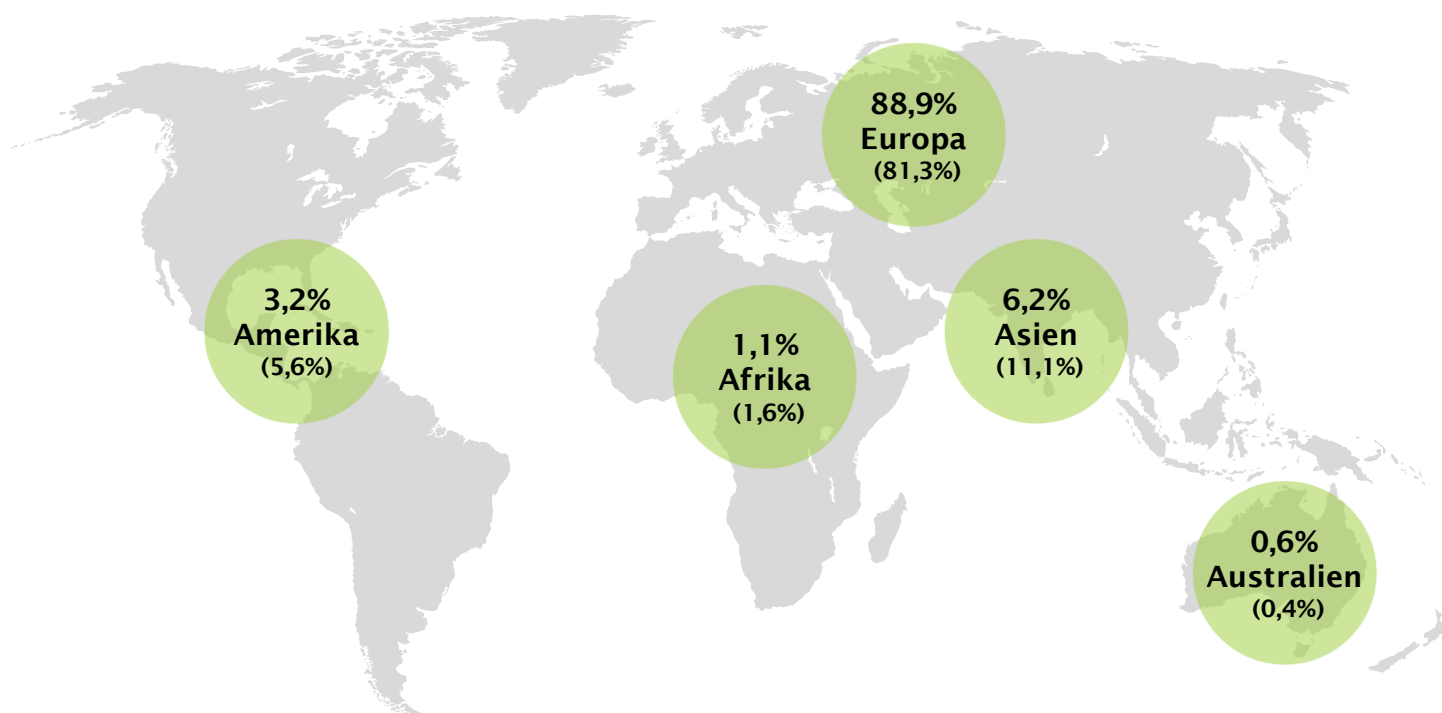 88,9%
Europa
(81,3%)
3,2%
Amerika
(5,6%)
1,1%
Afrika
(1,6%)
6,2%
Asien
(11,1%)
0,6%
Australien
(0,4%)